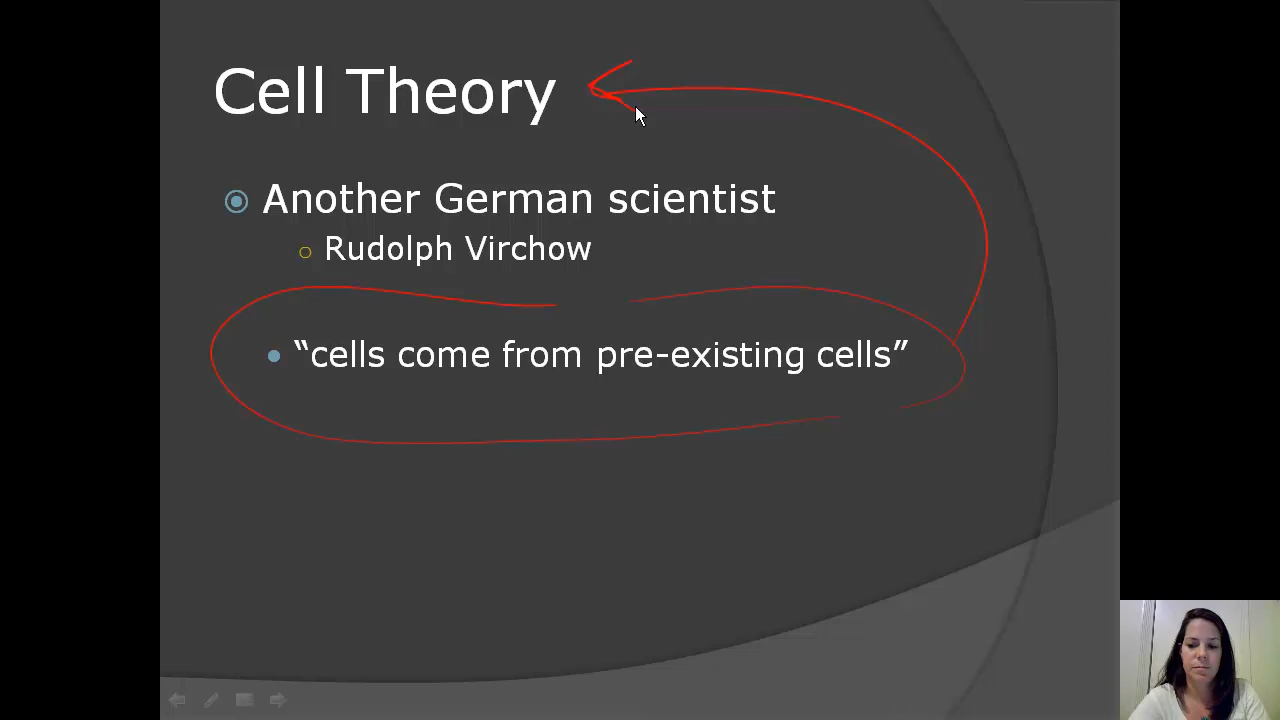 Cell Theory
Another German scientist
Rudolph Virchow
“cells come from pre-existing cells”